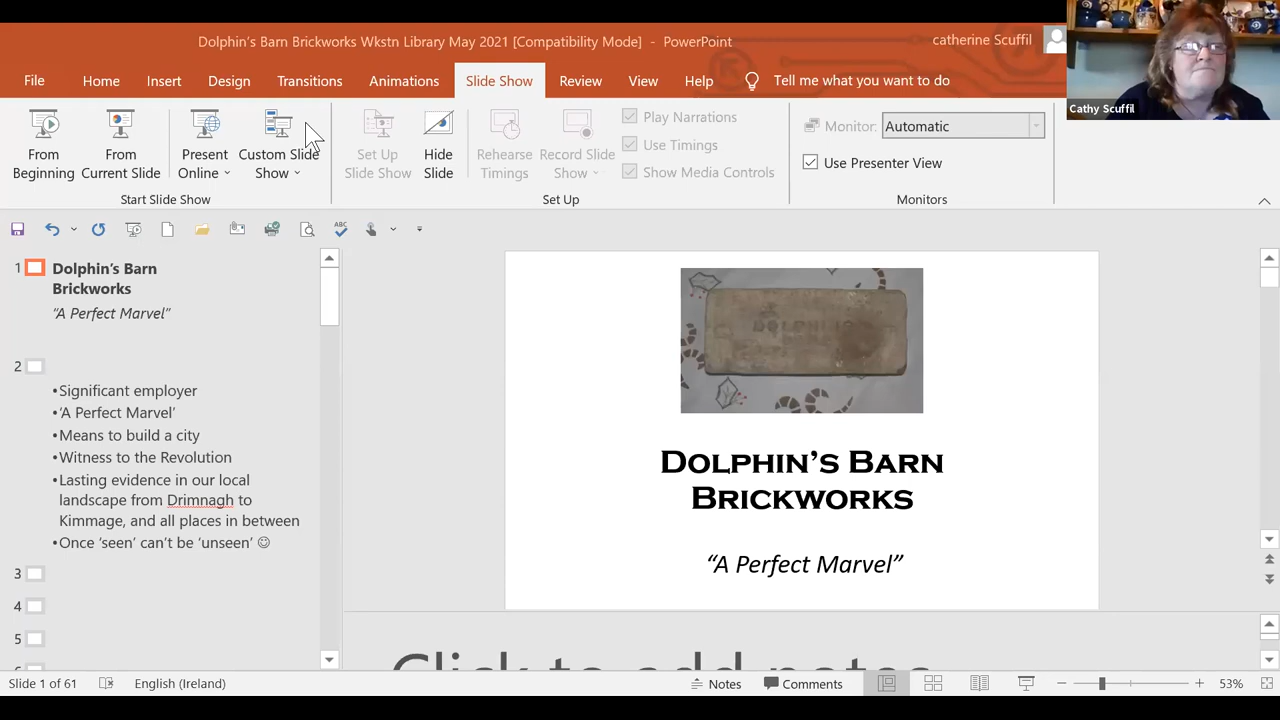 Dolphin's Barn Brickworks Wkstn Library May 2021 [Compatibility Mode] - PowerPoint
catherine Scuffil
Cathy Scuffil
File Home Insert Design Transitions Animations Slide Show Review View Help Tell me what you want to do
From Beginning
From Current Slide
Present Online
Custom Slide Show
Start Slide Show
Set Up Slide Show
Hide Slide
Rehearse Timings
Record Slide Show
Play Narrations
Use Timings
Show Media Controls
Set Up
Monitor: Automatic
Use Presenter View
Monitors
ABC
1 Dolphin's Barn
Brickworks
"A Perfect Marvel"
2
•Significant employer
•'A Perfect Marvel'
•Means to build a city
•Witness to the Revolution
•Lasting evidence in our local
landscape from Drimnagh to
Kimmage, and all places in between
•Once 'seen' can't be 'unseen' ☺
3
4
5
DOLPHIN'S BARN
BRICKWORKS
"A Perfect Marvel"
Click to add notes
Slide 1 of 61 English (Ireland) Notes Comments 53%